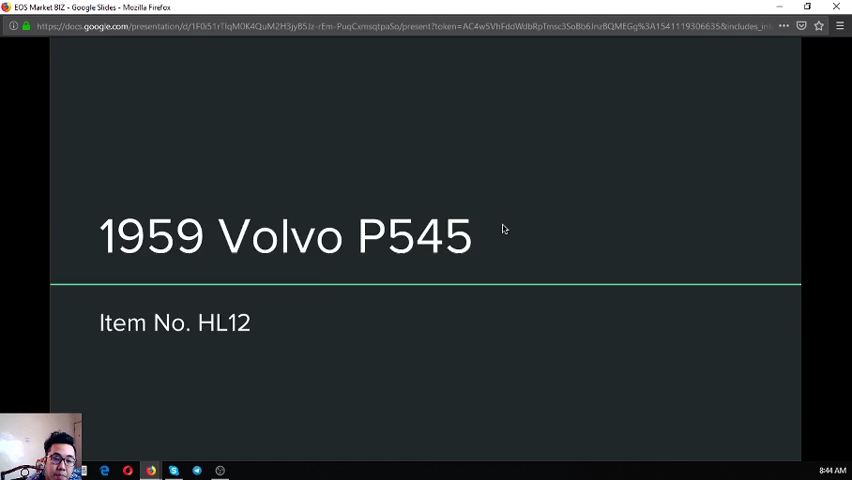 EOS Market BIZ - Google Slides - Mozilla Firefox
1959 Volvo P545
Item No. HL12
8:44 AM